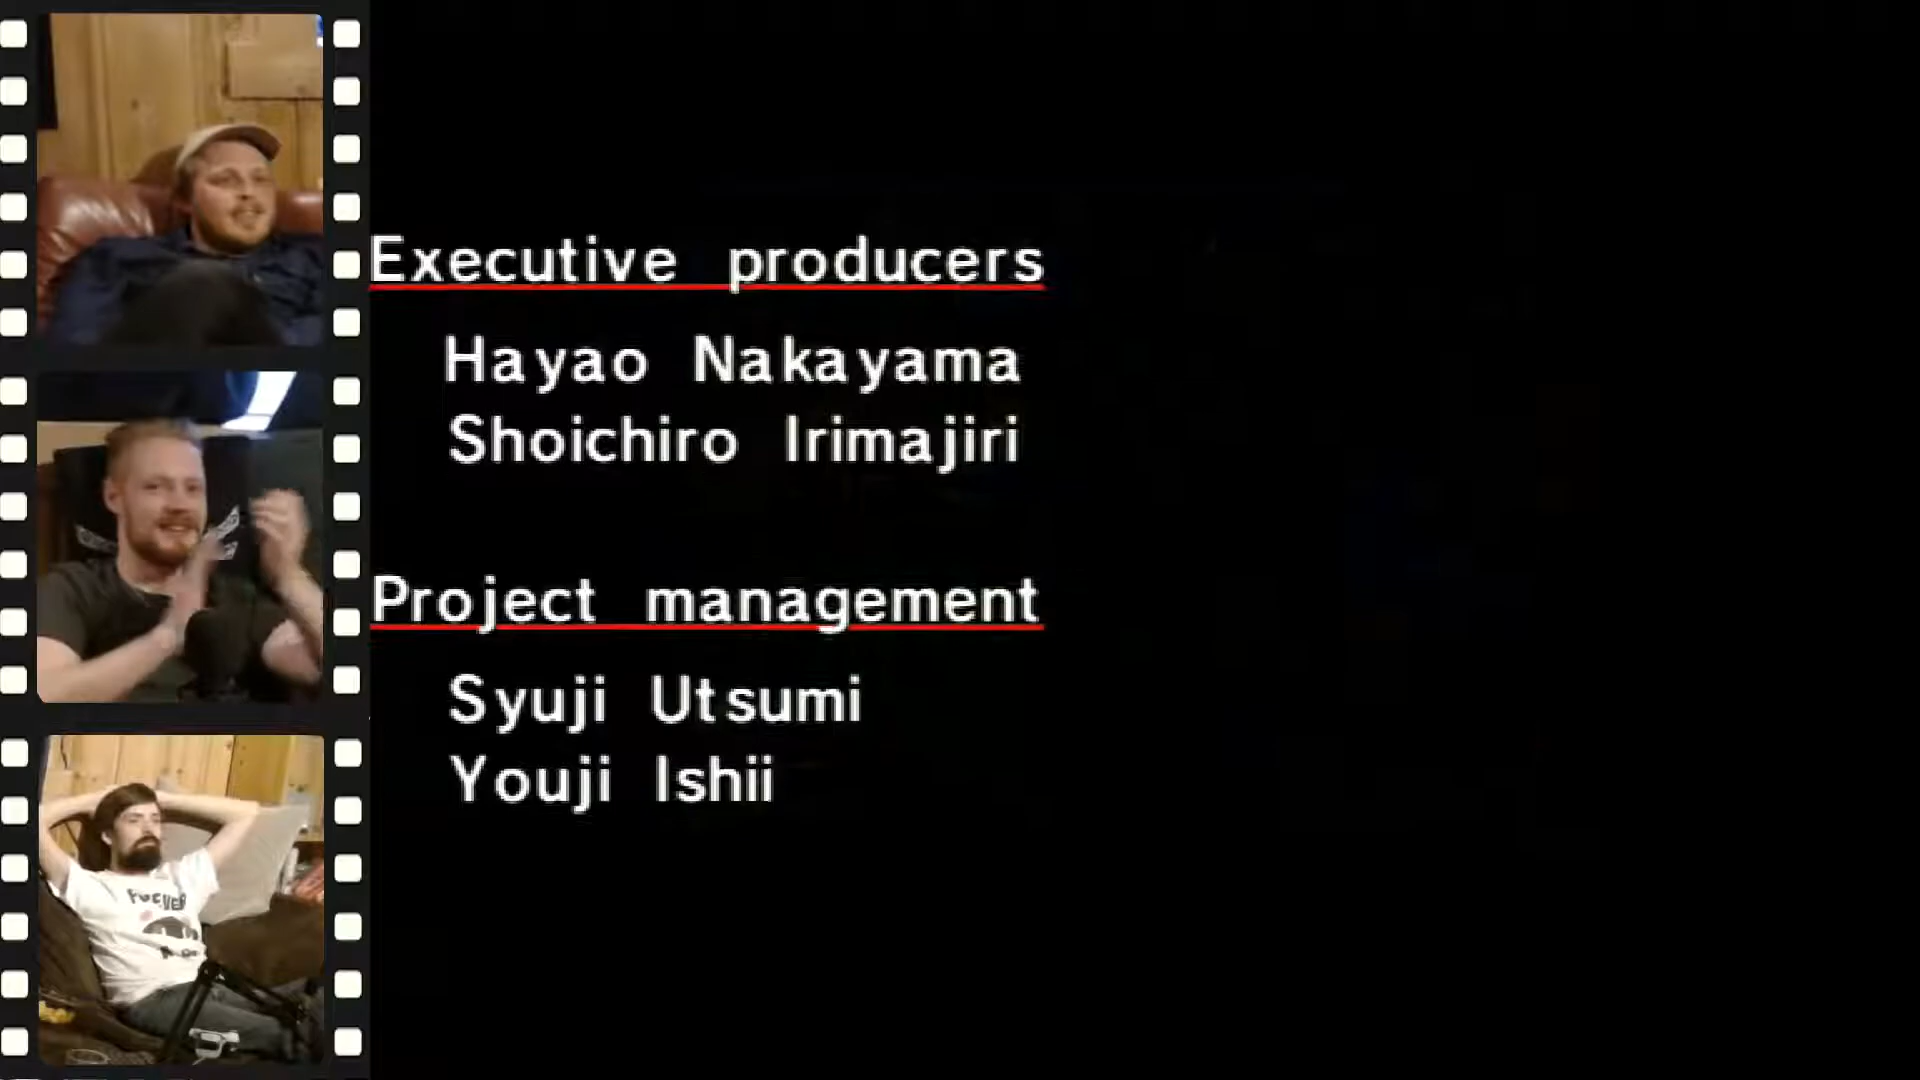 Executive producers
Hayao Nakayama
Shoichiro Irimajiri
Project management
Syuji Utsumi
Youji Ishii